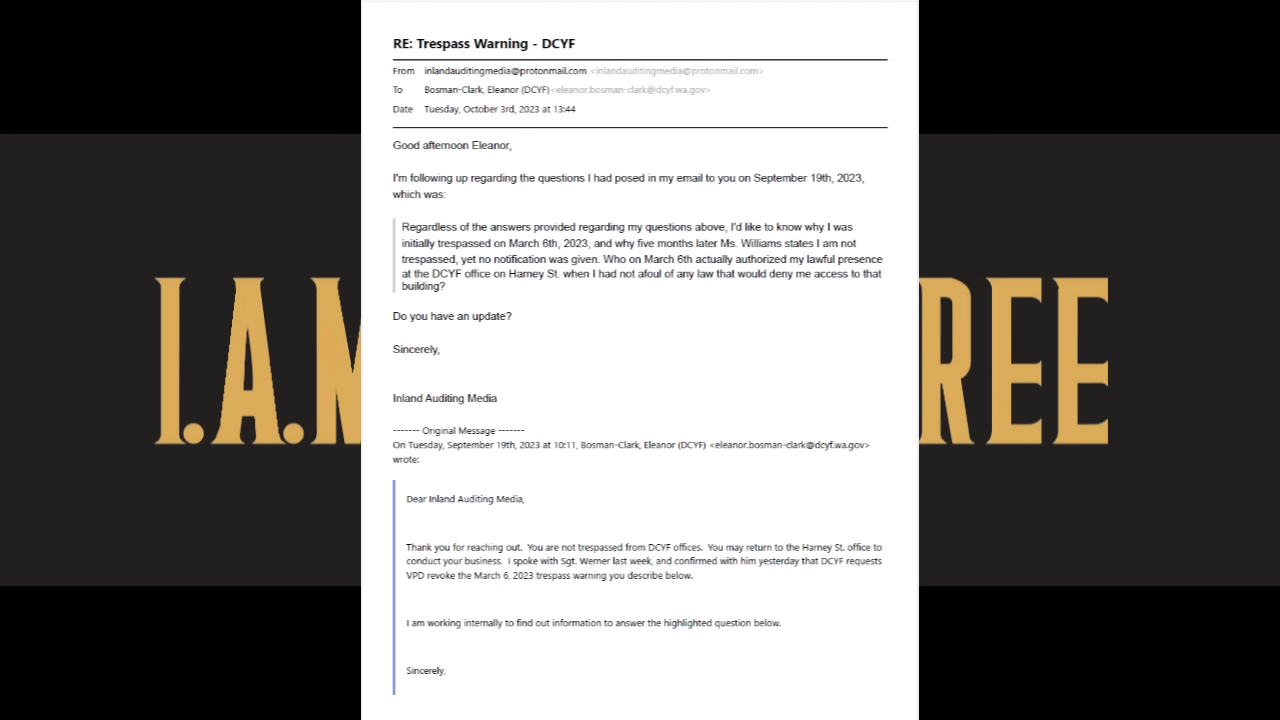 RE: Trespass Warning - DCYF
From inlandauditingmedia@protonmail.com <inlandauditingmedia@protonmail.com>
To Bosman-Clark, Eleanor (DCYF)<eleanor.bosman-clark@dcyf.wa.gov>
Date Tuesday, October 3rd, 2023 at 13:44
Good afternoon Eleanor,
I'm following up regarding the questions I had posed in my email to you on September 19th, 2023,
which was:
Regardless of the answers provided regarding my questions above, I'd like to know why I was
initially trespassed on March 6th, 2023, and why five months later Ms. Williams states I am not
trespassed, yet no notification was given. Who on March 6th actually authorized my lawful presence
at the DCYF office on Harney St. when I had not afoul of any law that would deny me access to that
building?
Do you have an update?
Sincerely,
Inland Auditing Media
------- Original Message -------
On Tuesday, September 19th, 2023 at 10:11, Bosman-Clark, Eleanor (DCYF) <eleanor.bosman-clark@dcyf.wa.gov>
wrote:
Dear Inland Auditing Media,
Thank you for reaching out. You are not trespassed from DCYF offices. You may return to the Harney St. office to
conduct your business. I spoke with Sgt. Werner last week, and confirmed with him yesterday that DCYF requests
VPD revoke the March 6, 2023 trespass warning you describe below.
I am working internally to find out information to answer the highlighted question below.
Sincerely,
I.A.M
REE